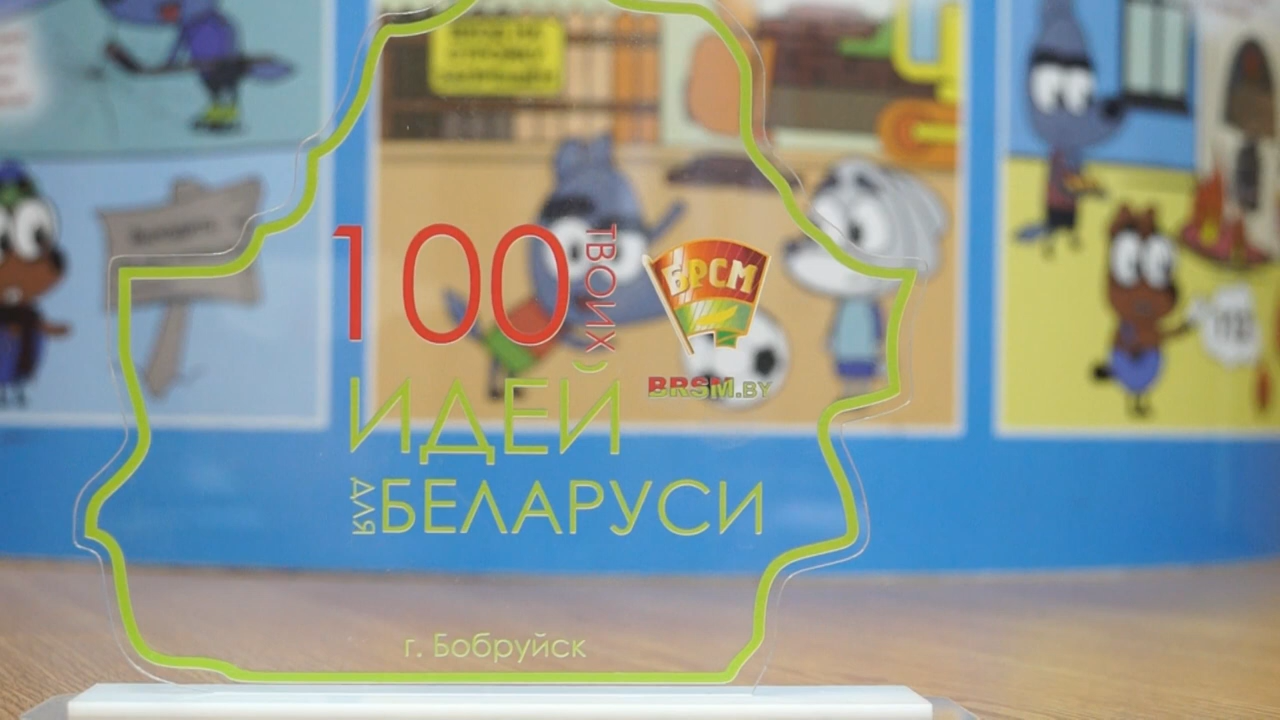 100 ТВОИХ
ИДЕЙ
ДЛЯ БЕЛАРУСИ
БРСМ
BRSM.BY
г. Бобруйск